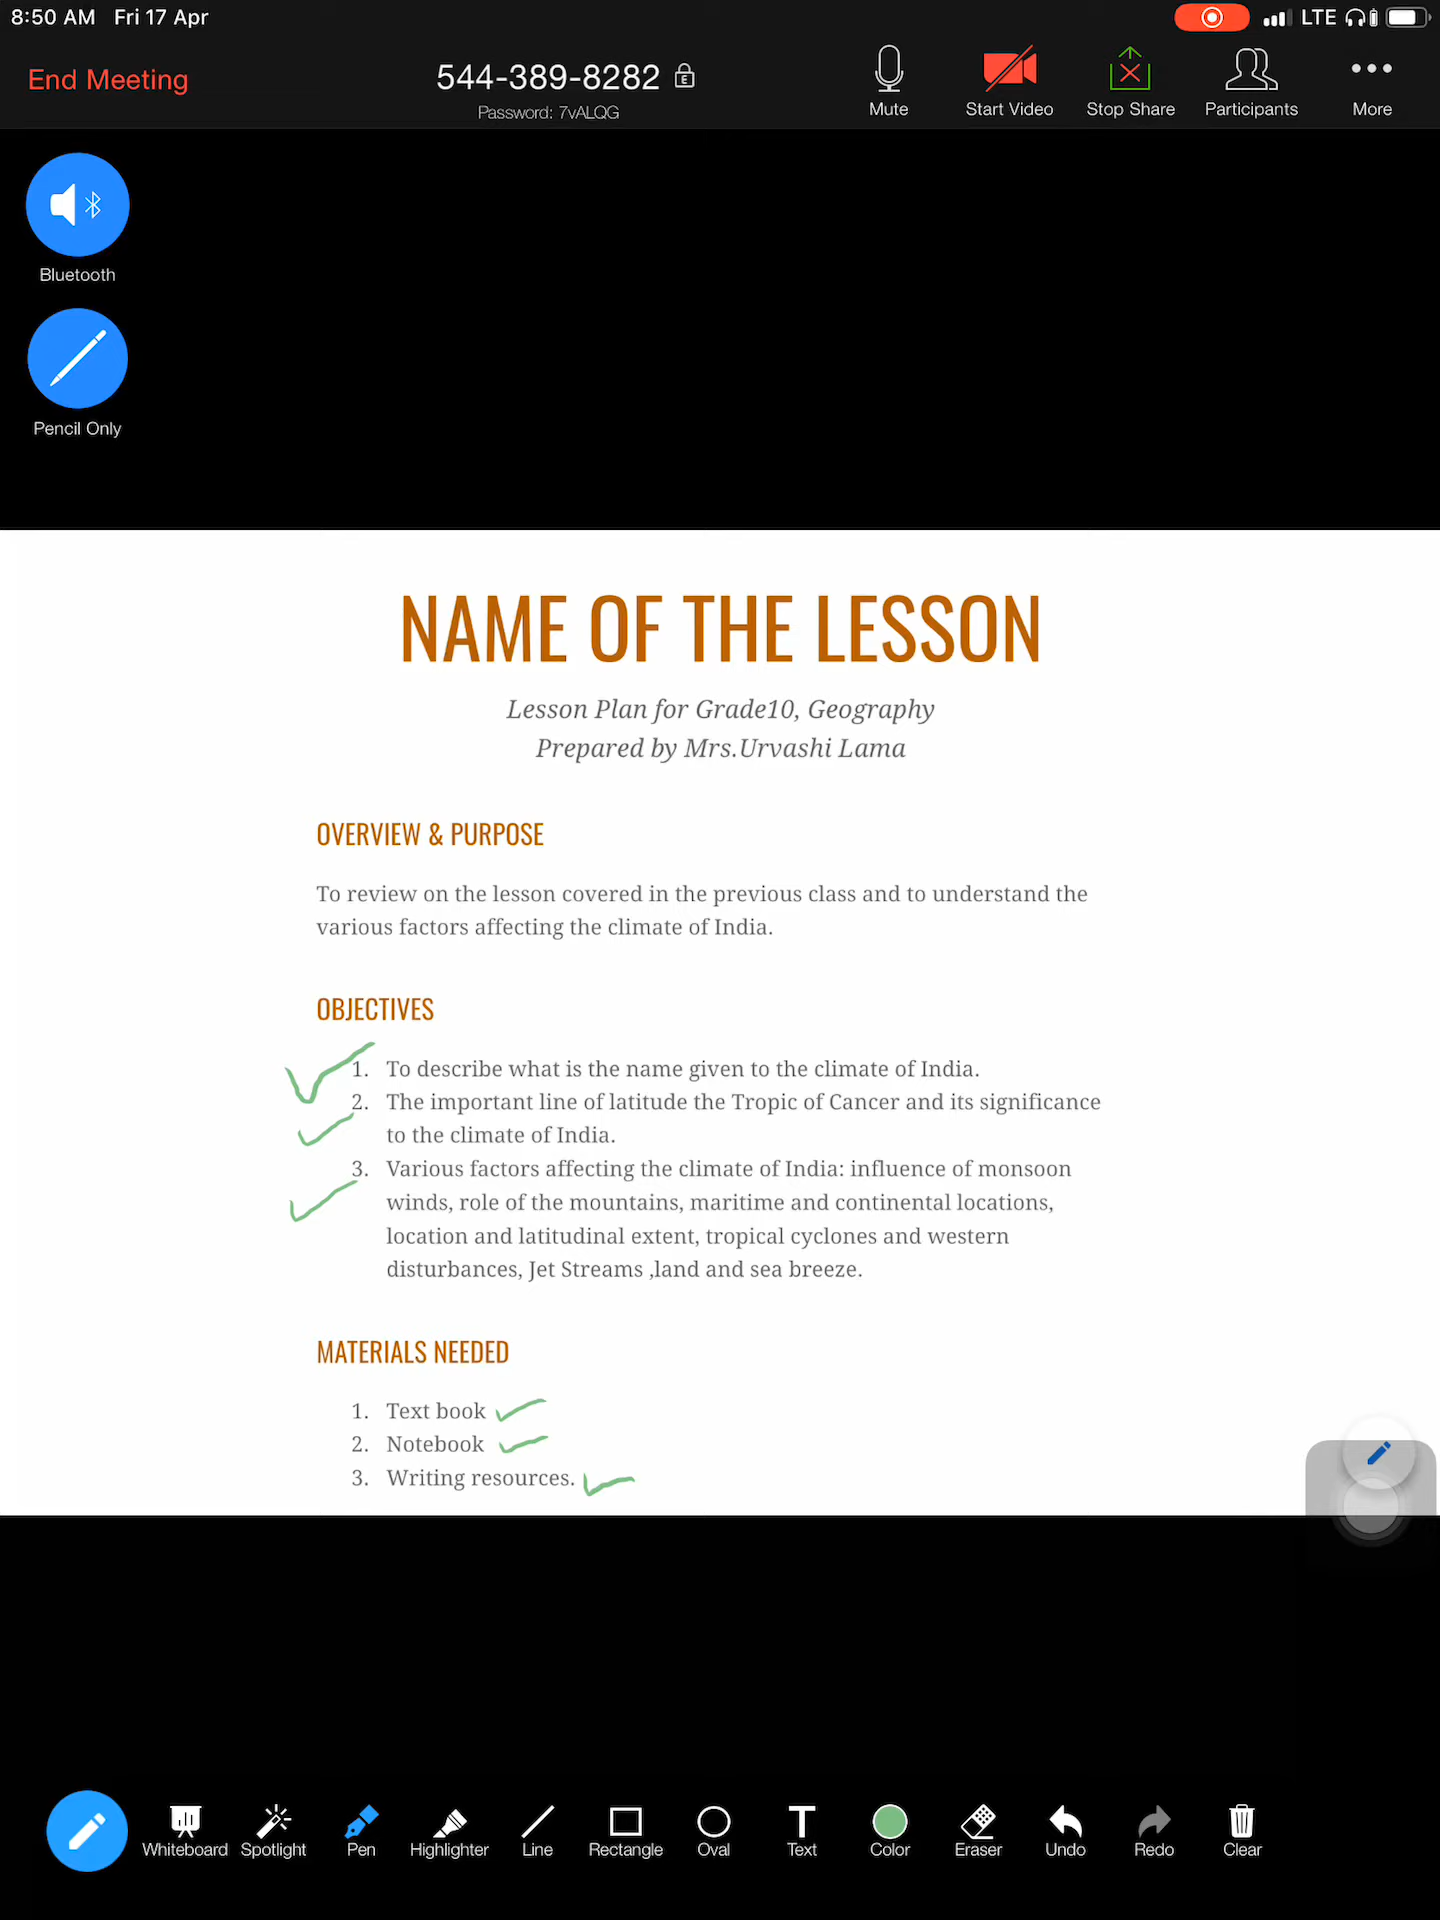 8:50 AM Fri 17 Apr
LTE
End Meeting
544-389-8282
Password: 7vALQG
Mute
Start Video
Stop Share
Participants
More
Bluetooth
Pencil Only
NAME OF THE LESSON
Lesson Plan for Grade10, Geography
Prepared by Mrs.Urvashi Lama
OVERVIEW & PURPOSE
To review on the lesson covered in the previous class and to understand the
various factors affecting the climate of India.
OBJECTIVES
1. To describe what is the name given to the climate of India.
2. The important line of latitude the Tropic of Cancer and its significance
to the climate of India.
3. Various factors affecting the climate of India: influence of monsoon
winds, role of the mountains, maritime and continental locations,
location and latitudinal extent, tropical cyclones and western
disturbances, Jet Streams ,land and sea breeze.
MATERIALS NEEDED
1. Text book
2. Notebook
3. Writing resources.
Whiteboard
Spotlight
Pen
Highlighter
Line
Rectangle
Oval
Text
Color
Eraser
Undo
Redo
Clear